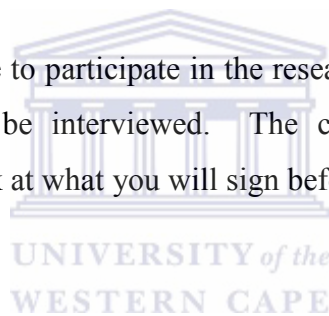 e to participate in the resea
be interviewed. The c
at what you will sign bef
UNIVERSITY of the
WESTERN CAPE